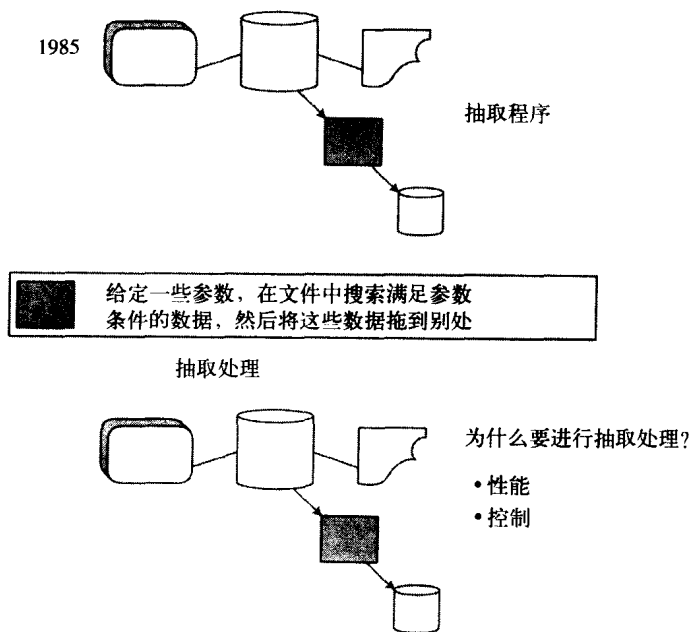 1985
抽取程序
给定一些参数，在文件中搜索满足参数
条件的数据，然后将这些数据拖到别处
抽取处理
为什么要进行抽取处理?
• 性能
• 控制